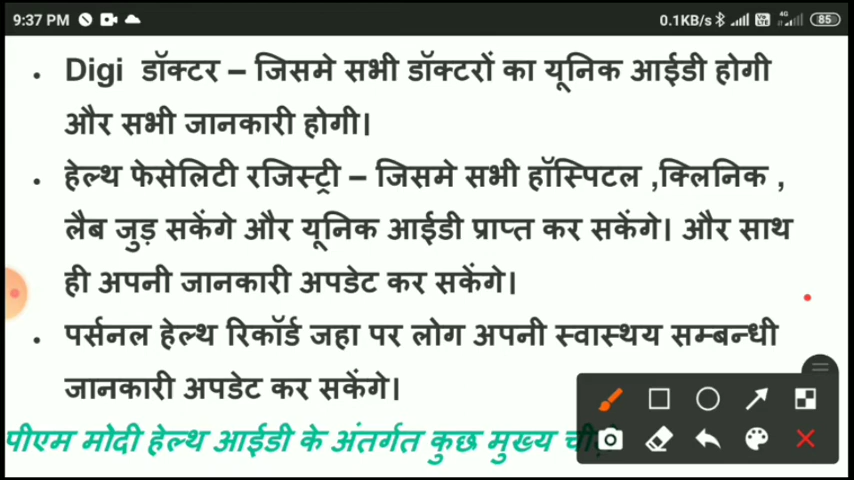 9:37 PM 0.1KB/s 4G 85
• Digi डॉक्टर – जिसमे सभी डॉक्टरों का यूनिक आईडी होगी
और सभी जानकारी होगी।
• हेल्थ फेसेलिटी रजिस्ट्री – जिसमे सभी हॉस्पिटल ,क्लिनिक ,
लैब जुड़ सकेंगे और यूनिक आईडी प्राप्त कर सकेंगे। और साथ
ही अपनी जानकारी अपडेट कर सकेंगे।
• पर्सनल हेल्थ रिकॉर्ड जहा पर लोग अपनी स्वास्थय सम्बन्धी
जानकारी अपडेट कर सकेंगे।
पीएम मोदी हेल्थ आईडी के अंतर्गत कुछ मुख्य